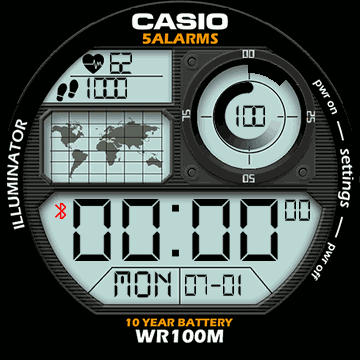 CASIO
5ALARMS
62
1000
00
15
100
45
30
pwr on — settings — pwr off
ILLUMINATOR
00:00 00
MON 07-01
10 YEAR BATTERY
WR100M